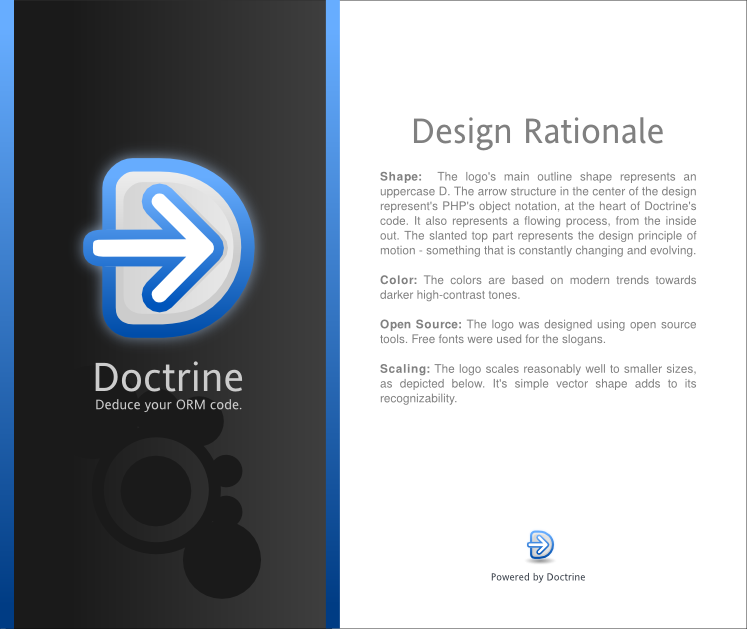 Doctrine
Deduce your ORM code.
Design Rationale
Shape: The logo's main outline shape represents an
uppercase D. The arrow structure in the center of the design
represent's PHP's object notation, at the heart of Doctrine's
code. It also represents a flowing process, from the inside
out. The slanted top part represents the design principle of
motion - something that is constantly changing and evolving.
Color: The colors are based on modern trends towards
darker high-contrast tones.
Open Source: The logo was designed using open source
tools. Free fonts were used for the slogans.
Scaling: The logo scales reasonably well to smaller sizes,
as depicted below. It's simple vector shape adds to its
recognizability.
Powered by Doctrine